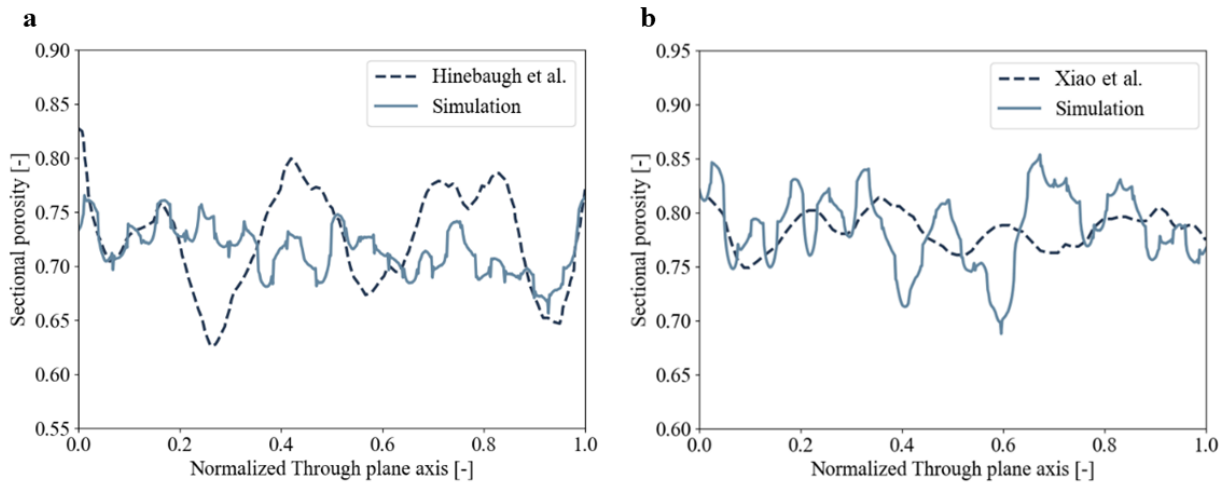 a
0.90
0.85
0.80
0.75
0.70
0.65
0.60
0.55
Sectional porosity [-]
Hinebaugh et al.
Simulation
0.0
0.2
0.4
0.6
0.8
1.0
Normalized Through plane axis [-]
b
0.95
0.90
0.85
0.80
0.75
0.70
0.65
0.60
Sectional porosity [-]
Xiao et al.
Simulation
0.0
0.2
0.4
0.6
0.8
1.0
Normalized Through plane axis [-]